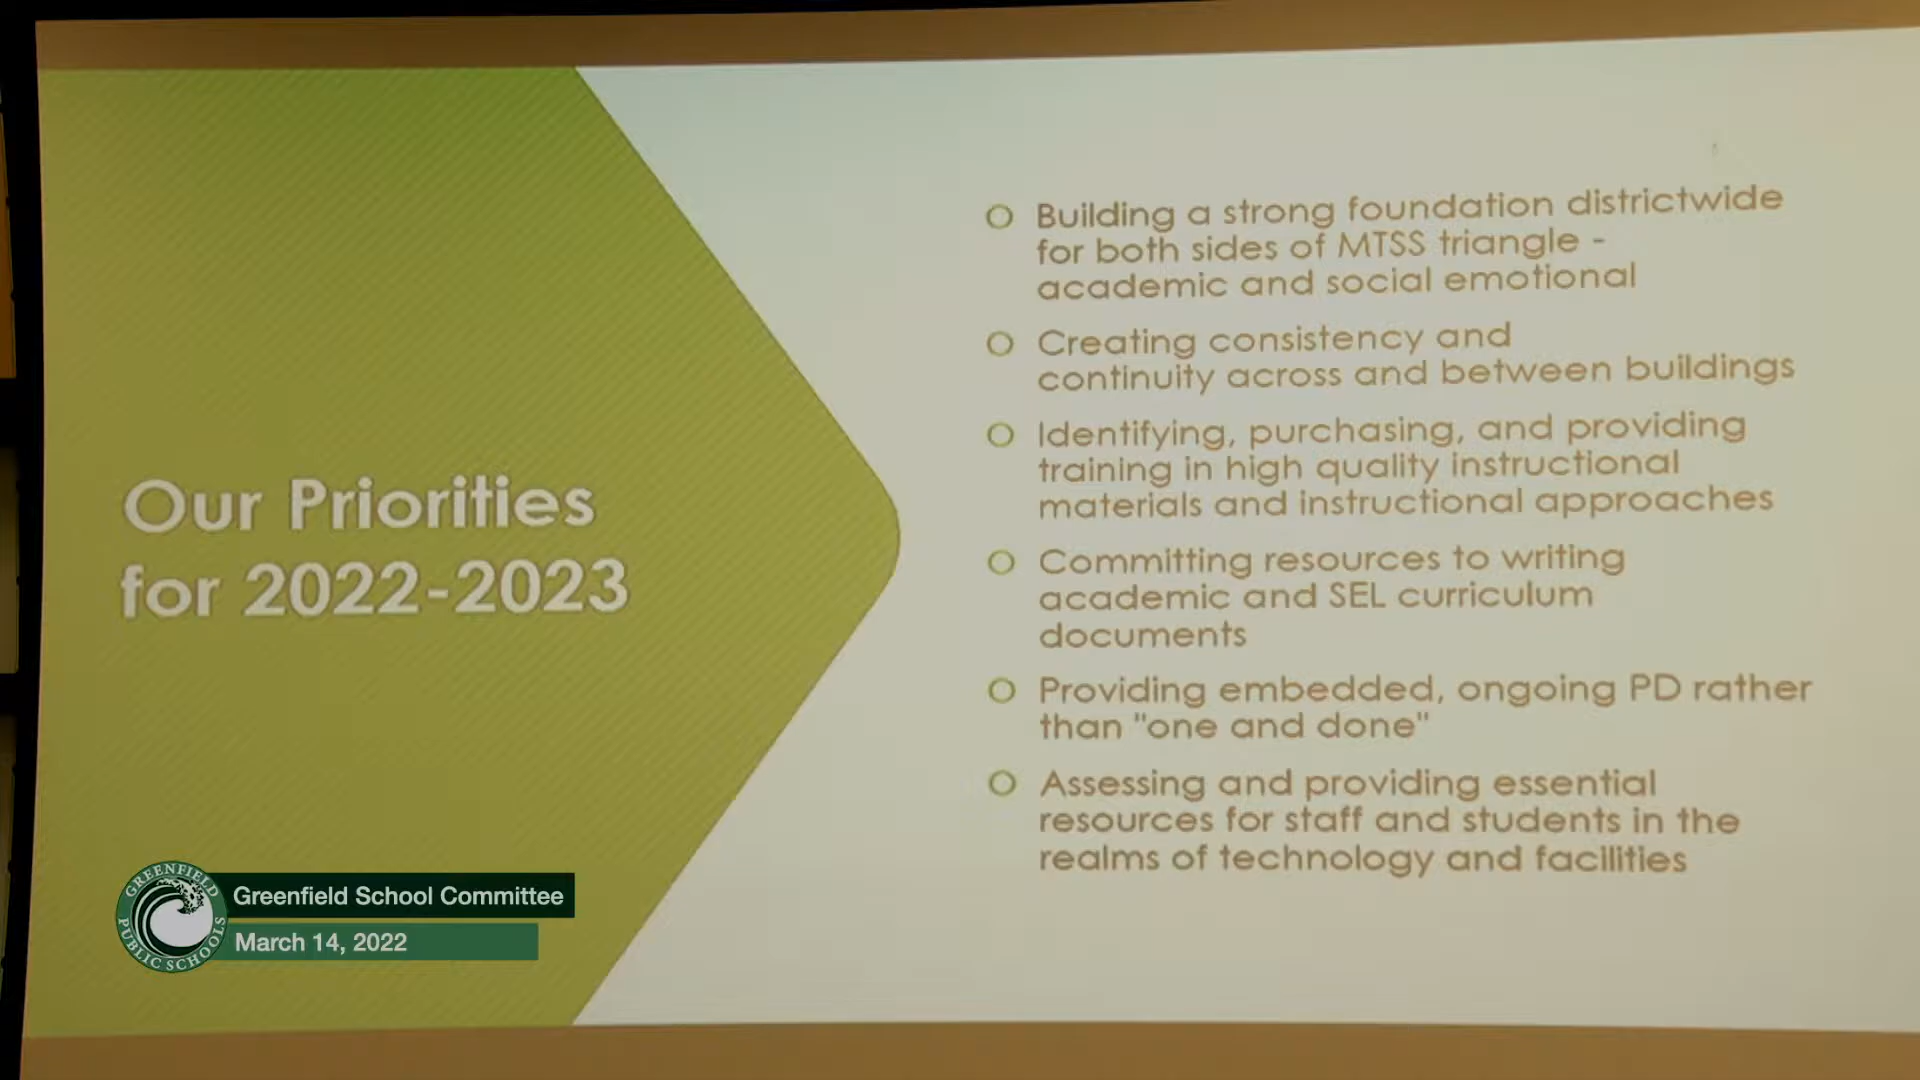 Our Priorities
for 2022-2023
Building a strong foundation districtwide
for both sides of MTSS triangle -
academic and social emotional
Creating consistency and
continuity across and between buildings
Identifying, purchasing, and providing
training in high quality instructional
materials and instructional approaches
Committing resources to writing
academic and SEL curriculum
documents
Providing embedded, ongoing PD rather
than "one and done"
Assessing and providing essential
resources for staff and students in the
realms of technology and facilities
GREENFIELD
PUBLIC SCHOOLS
Greenfield School Committee
March 14, 2022